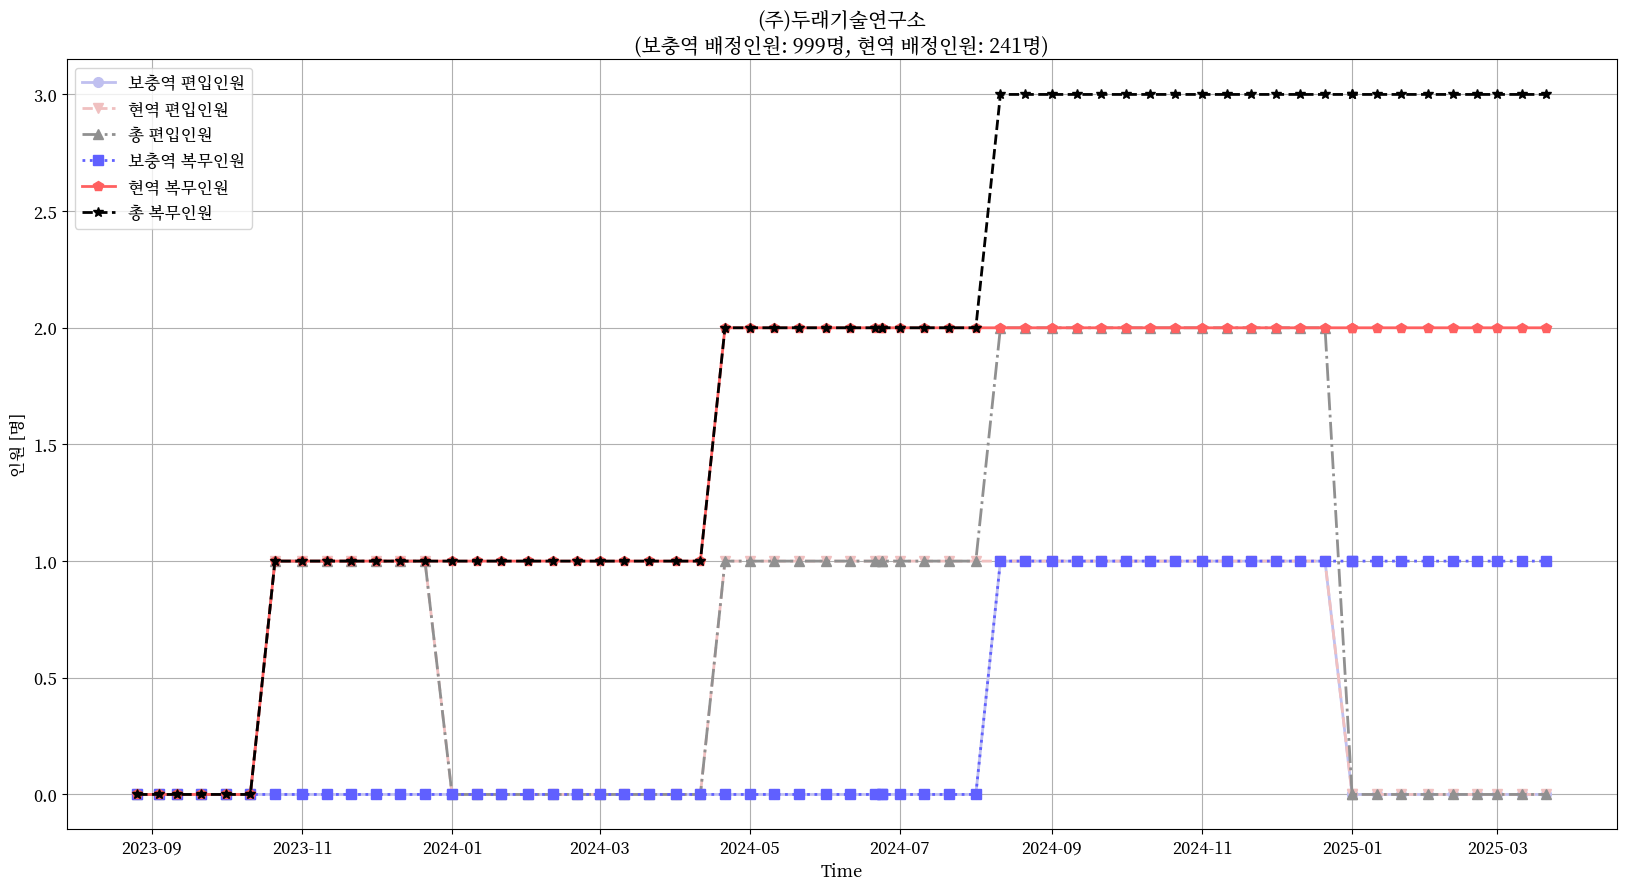 (주)두래기술연구소
(보충역 배정인원: 999명, 현역 배정인원: 241명)
보충역 편입인원
현역 편입인원
총 편입인원
보충역 복무인원
현역 복무인원
총 복무인원
3.0
2.5
2.0
1.5
1.0
0.5
0.0
인원 [명]
2023-09
2023-11
2024-01
2024-03
2024-05
2024-07
2024-09
2024-11
2025-01
2025-03
Time